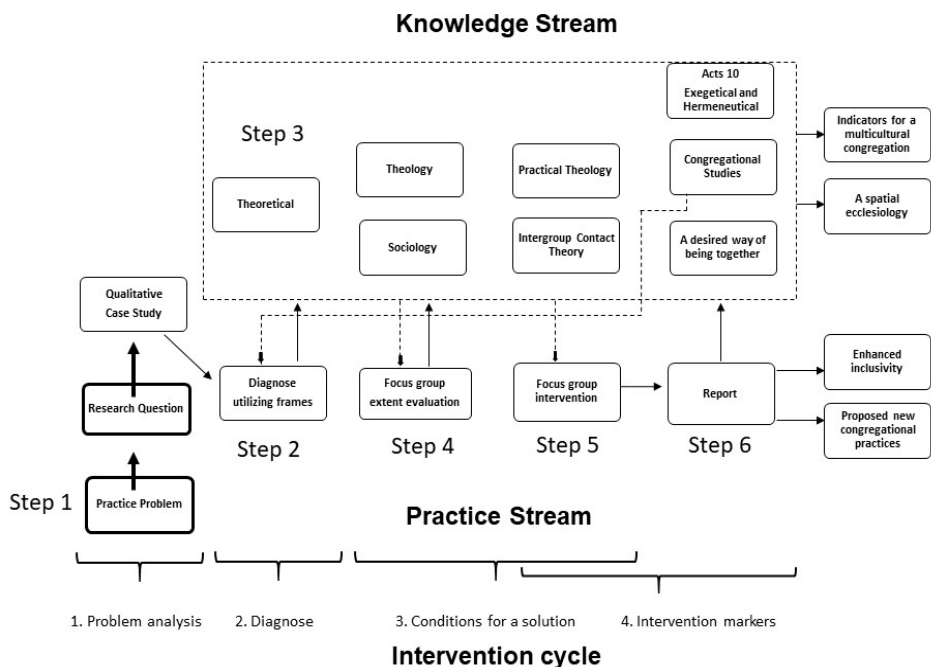 Knowledge Stream
Acts 10
Exegetical and
Hermeneutical
Step 3
Indicators for a
multicultural
congregation
Theology
Practical Theology
Congregational
Studies
Theoretical
A spatial
ecclesiology
Sociology
Intergroup Contact
Theory
A desired way of
being together
Qualitative
Case Study
Diagnose
utilizing frames
Focus group
extent evaluation
Focus group
intervention
Report
Enhanced
inclusivity
Research Question
Proposed new
congregational
practices
Step 2
Step 4
Step 5
Step 6
Step 1
Practice Problem
Practice Stream
1. Problem analysis
2. Diagnose
3. Conditions for a solution
4. Intervention markers
Intervention cycle